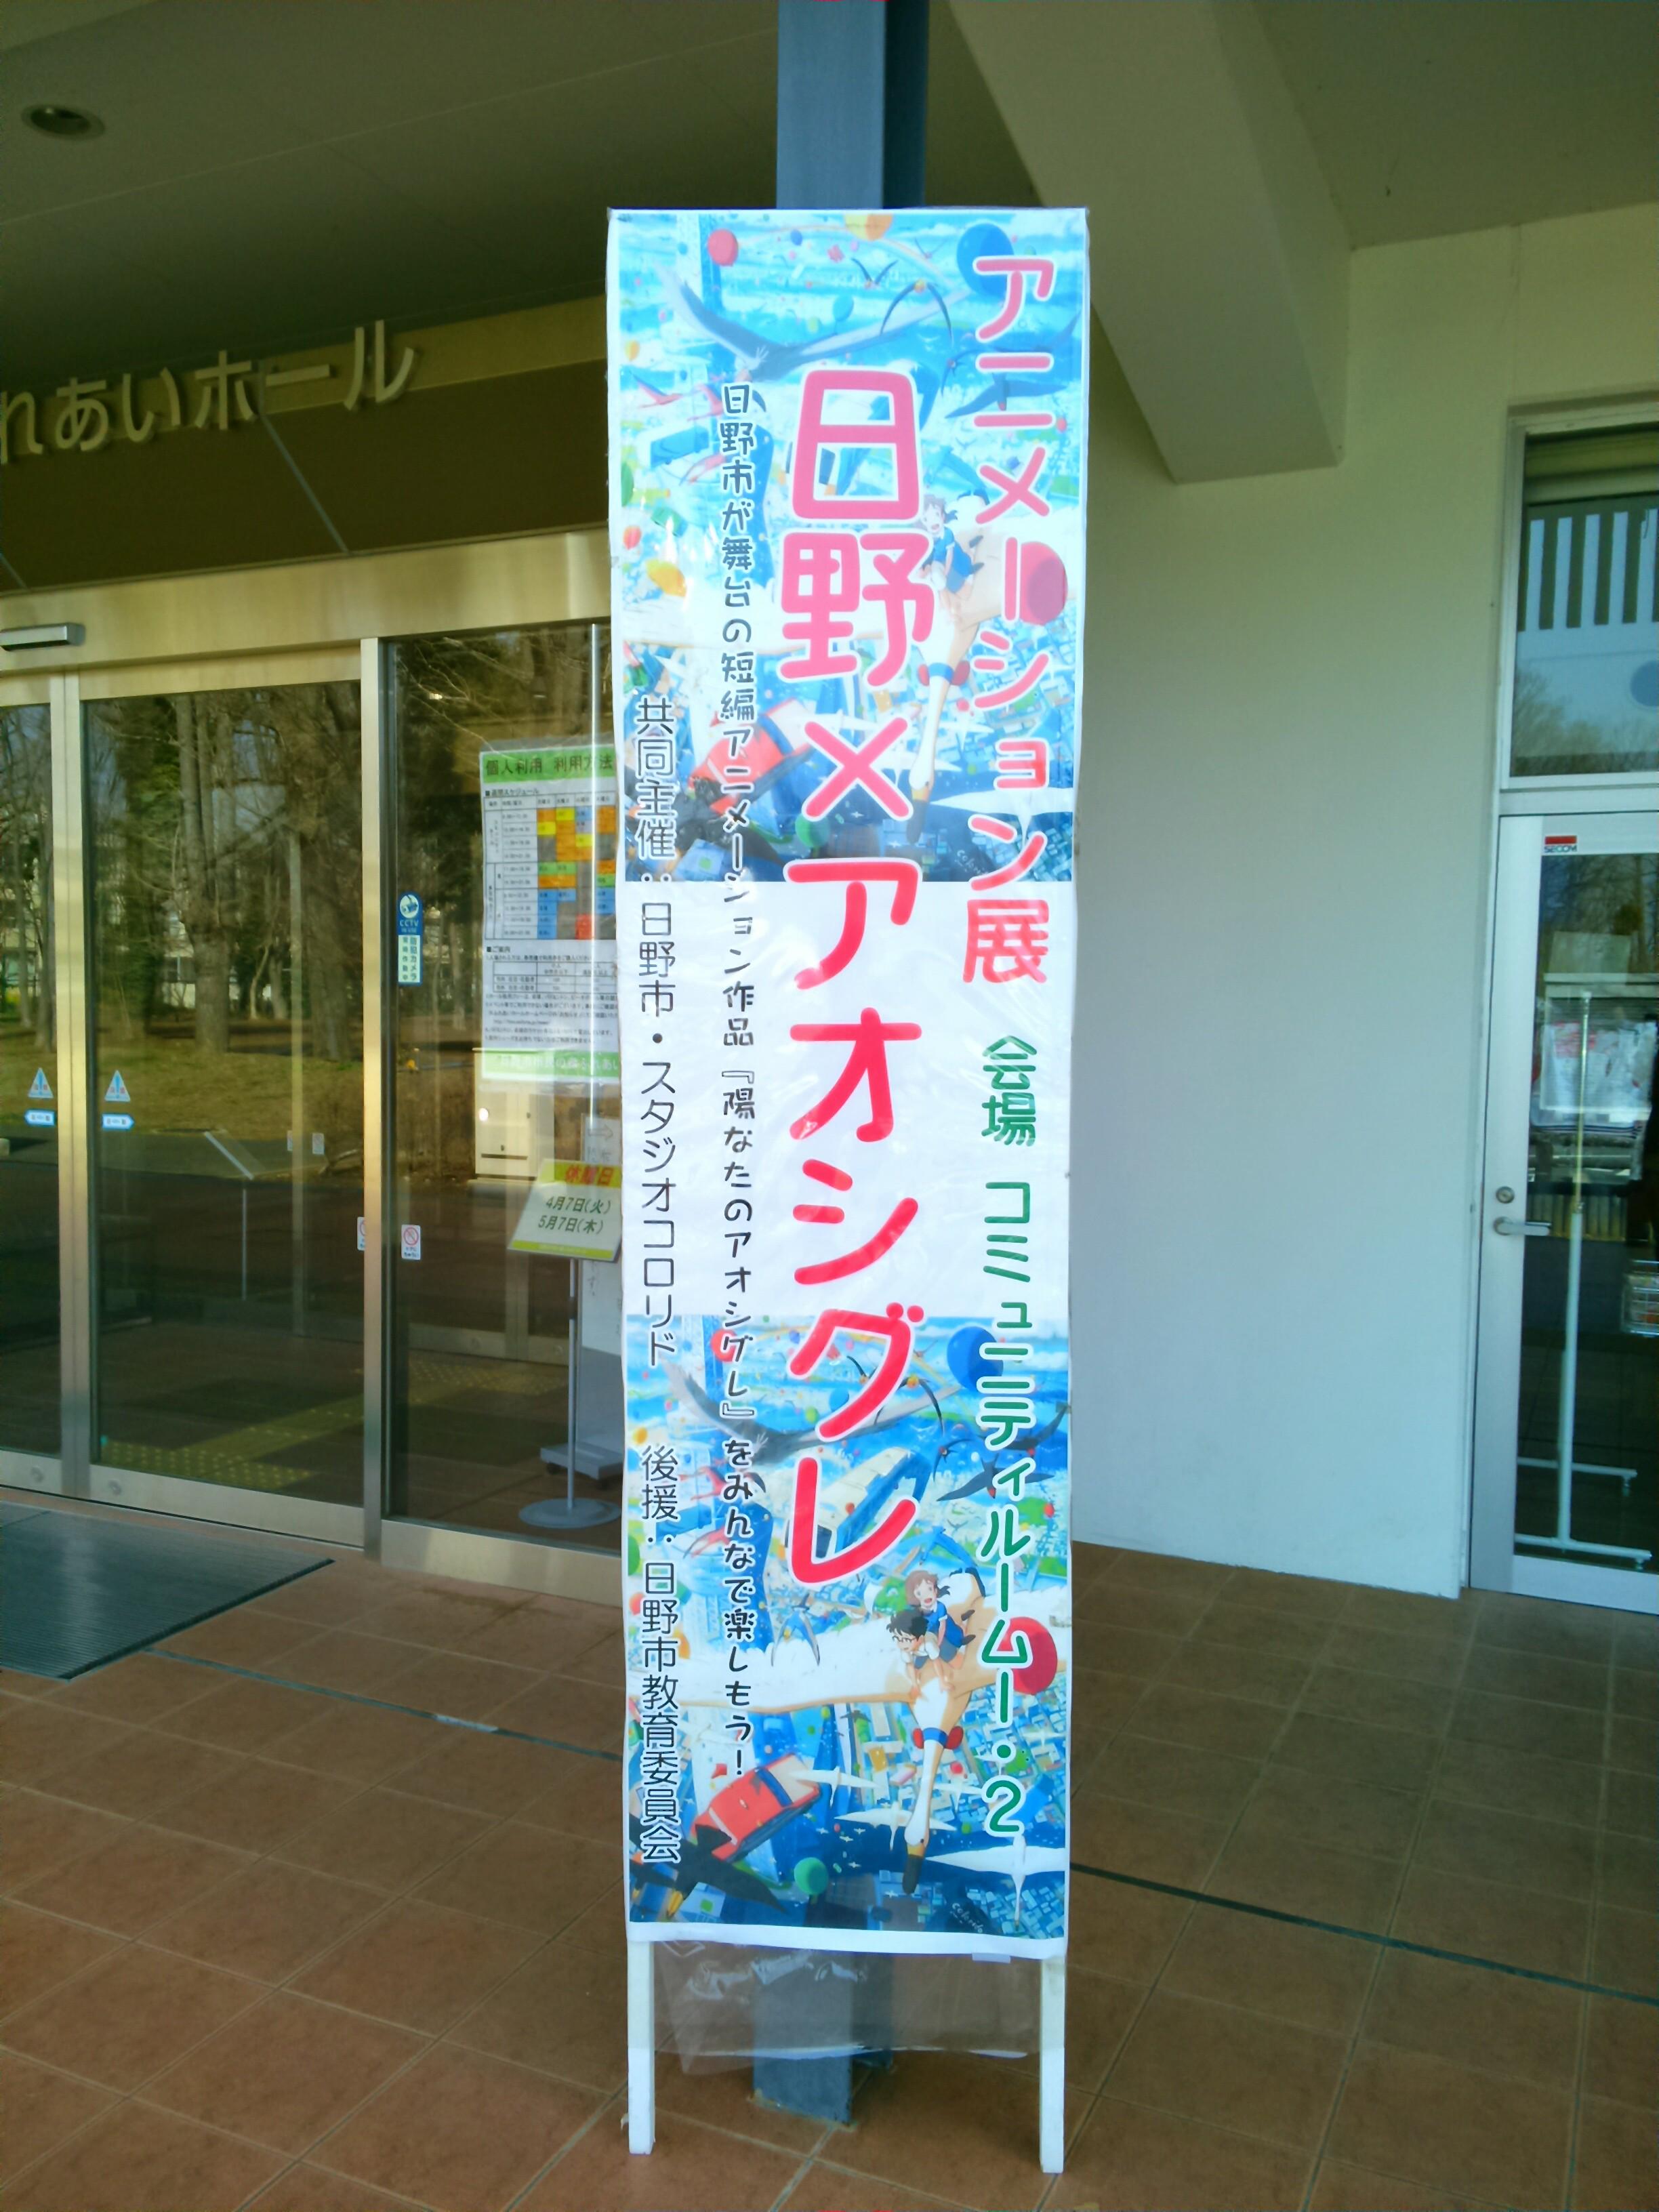 アニメーション展 会場 コミュニティルームー・2
日野×アオシグレ
日野市が舞台の短編アニメーション作品『陽なたのアオシグレ』をみんなで楽しもう!
共同主催:日野市・スタジオコロリド 後援:日野市教育委員会
れあいホール
個人利用 利用方法
CCTV
休館日
4月7日(火)
5月7日(木)
SECOM